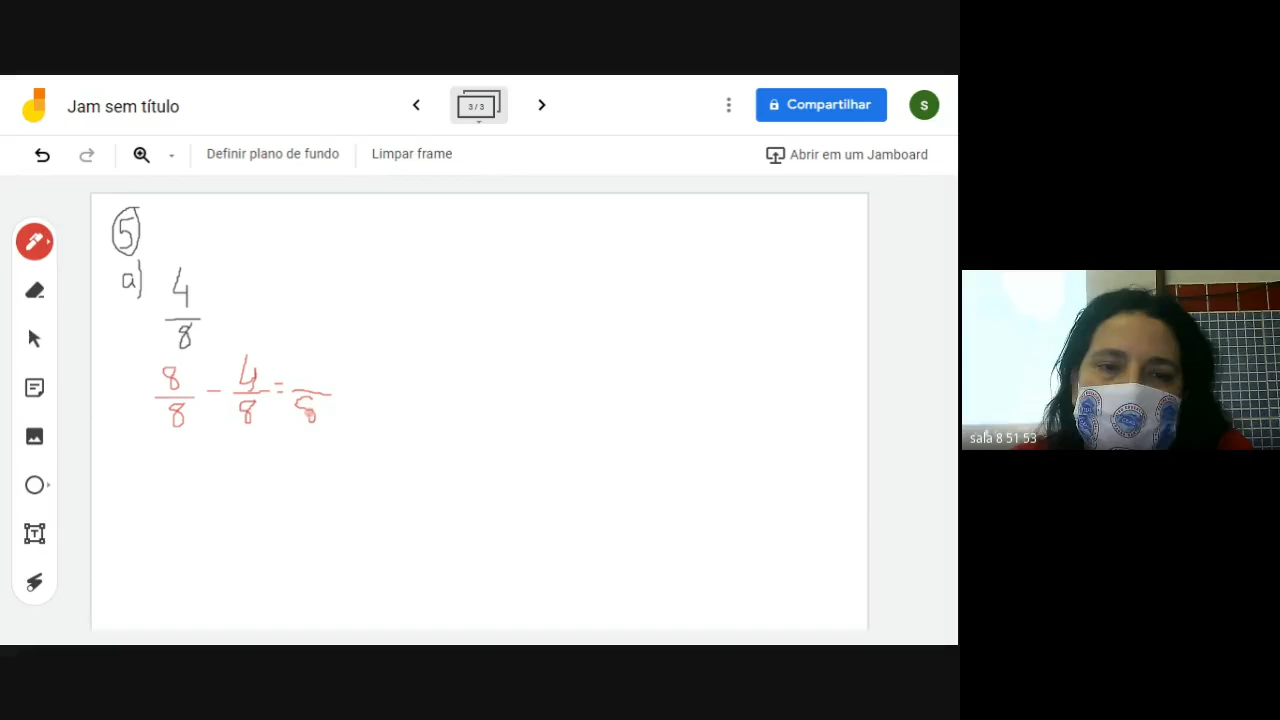 Jam sem título
3 / 3
Compartilhar
S
Definir plano de fundo
Limpar frame
Abrir em um Jamboard
5
a) 4/8
8/8 - 4/8 = /8
T
sala 8 51 53